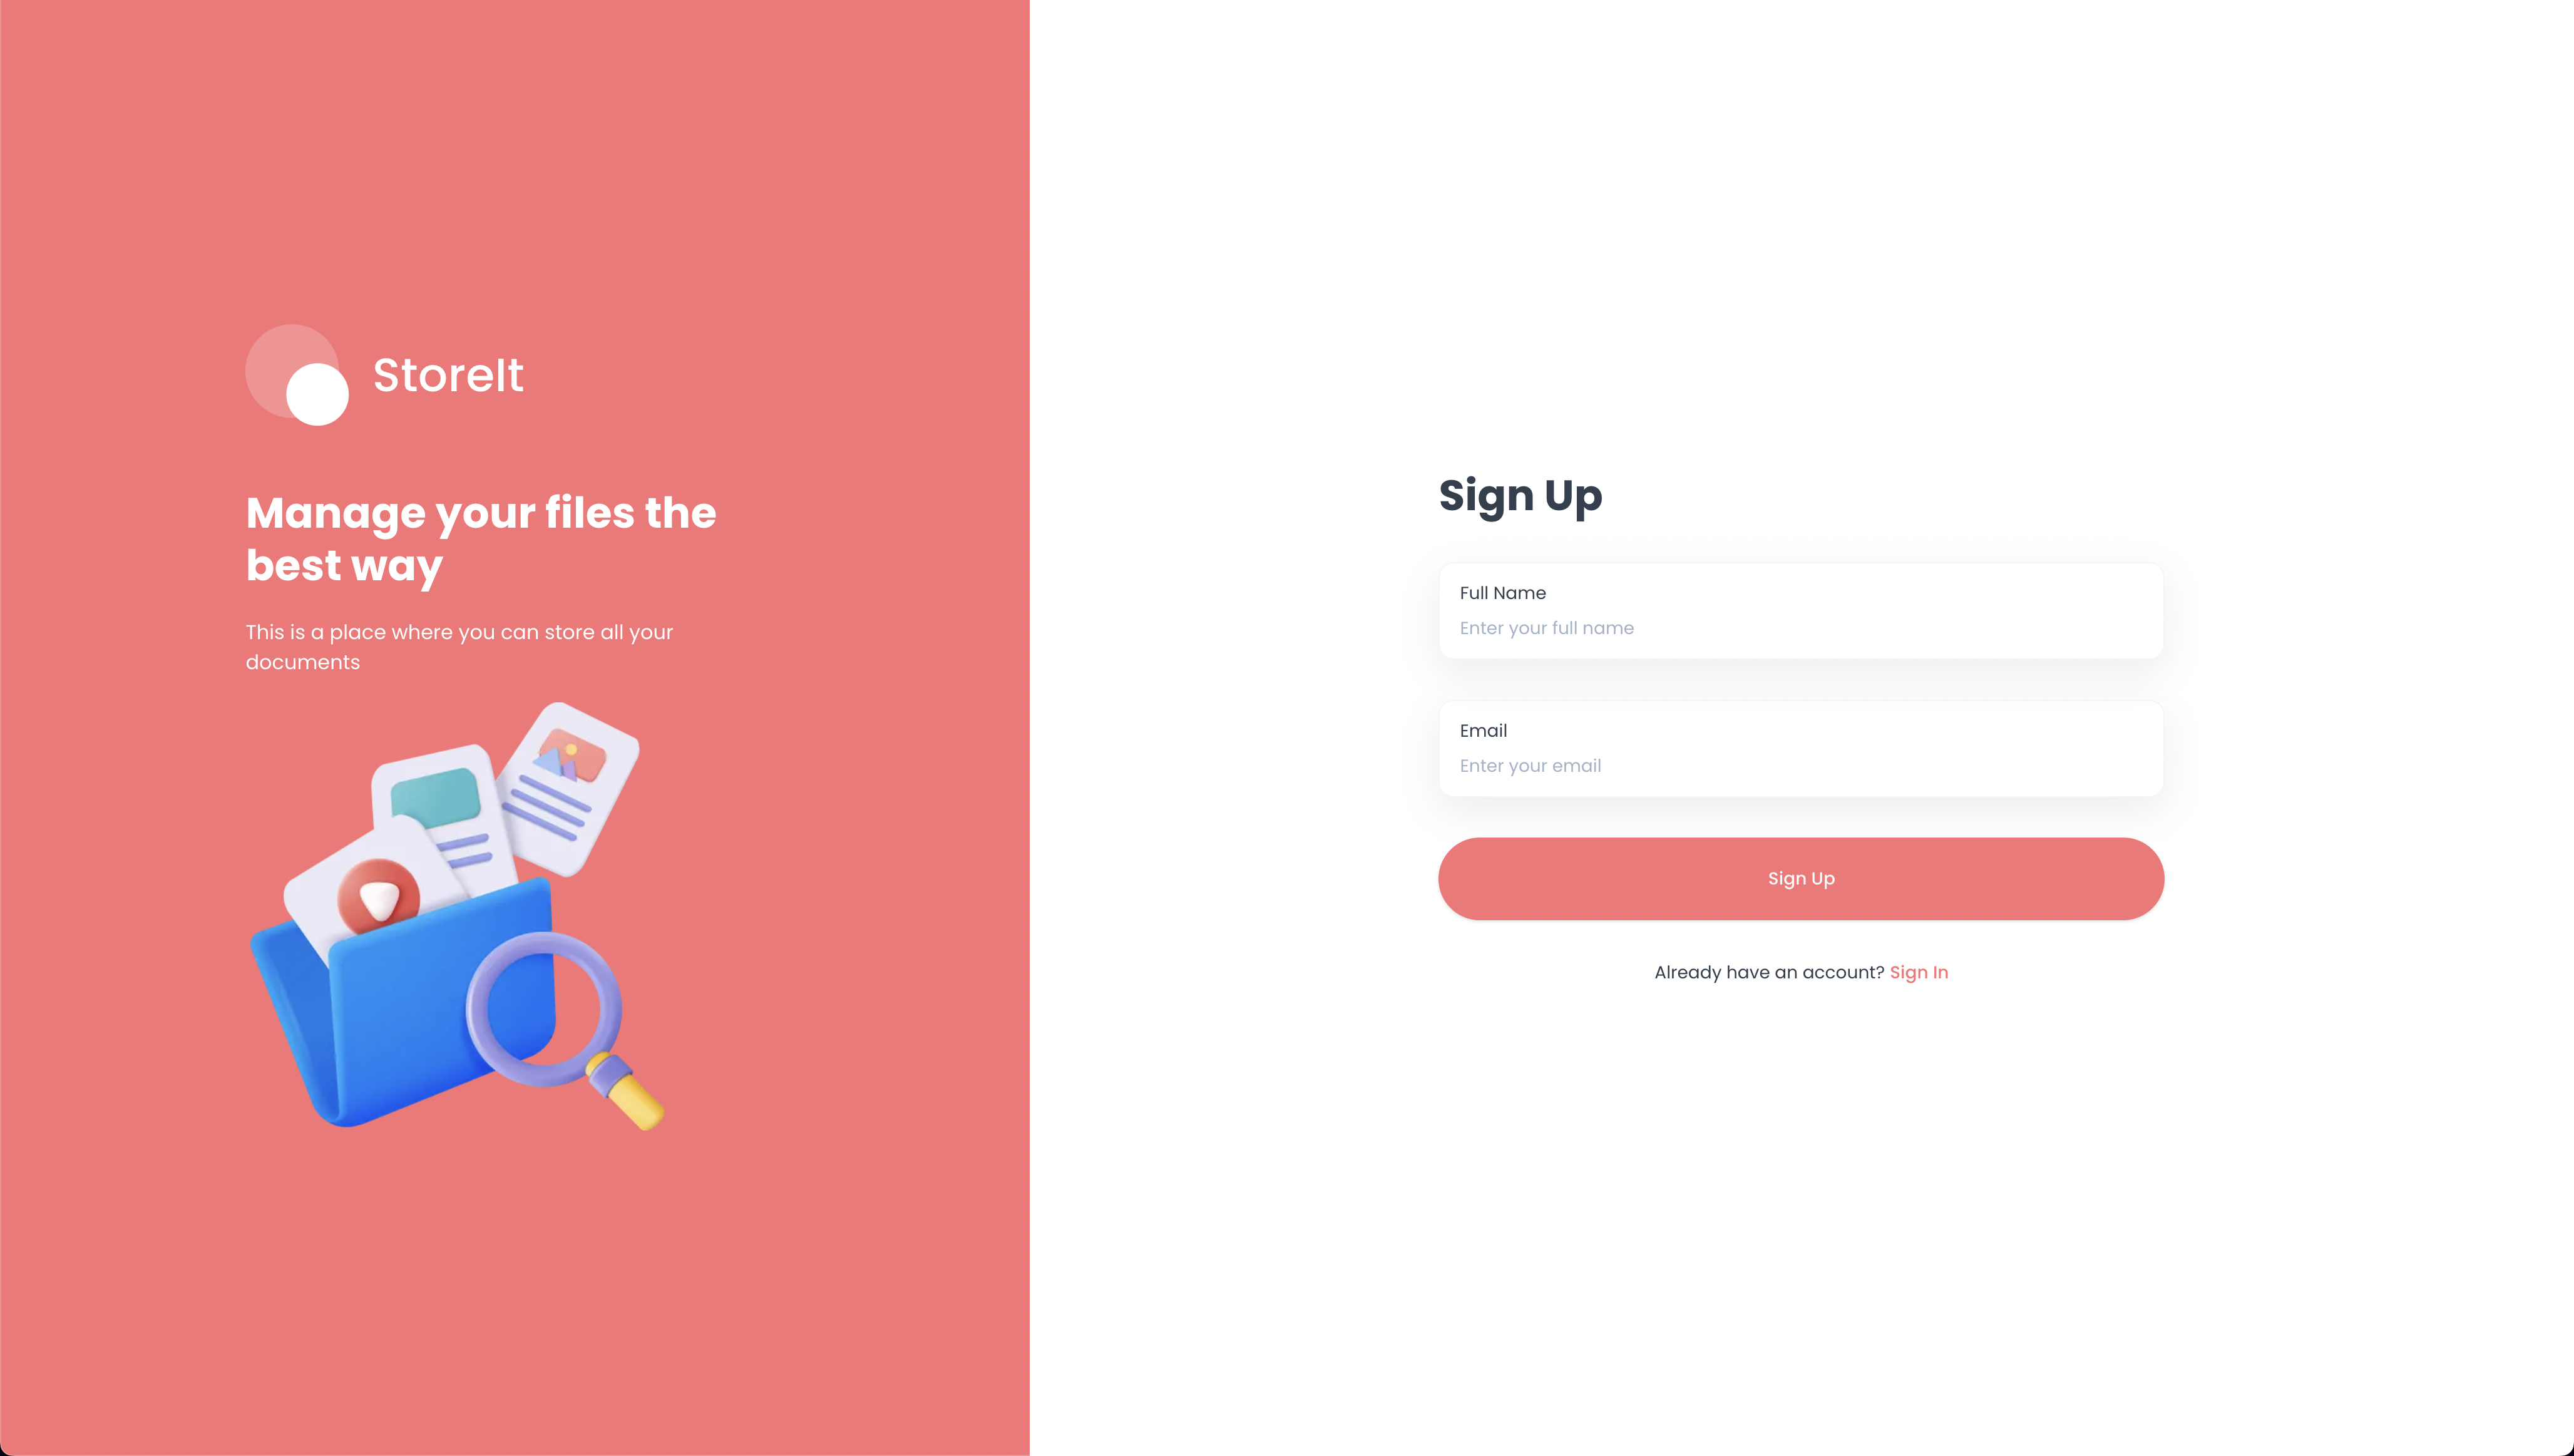 StoreIt
Manage your files the
best way
This is a place where you can store all your
documents
Sign Up
Full Name
Enter your full name
Email
Enter your email
Sign Up
Already have an account? Sign In